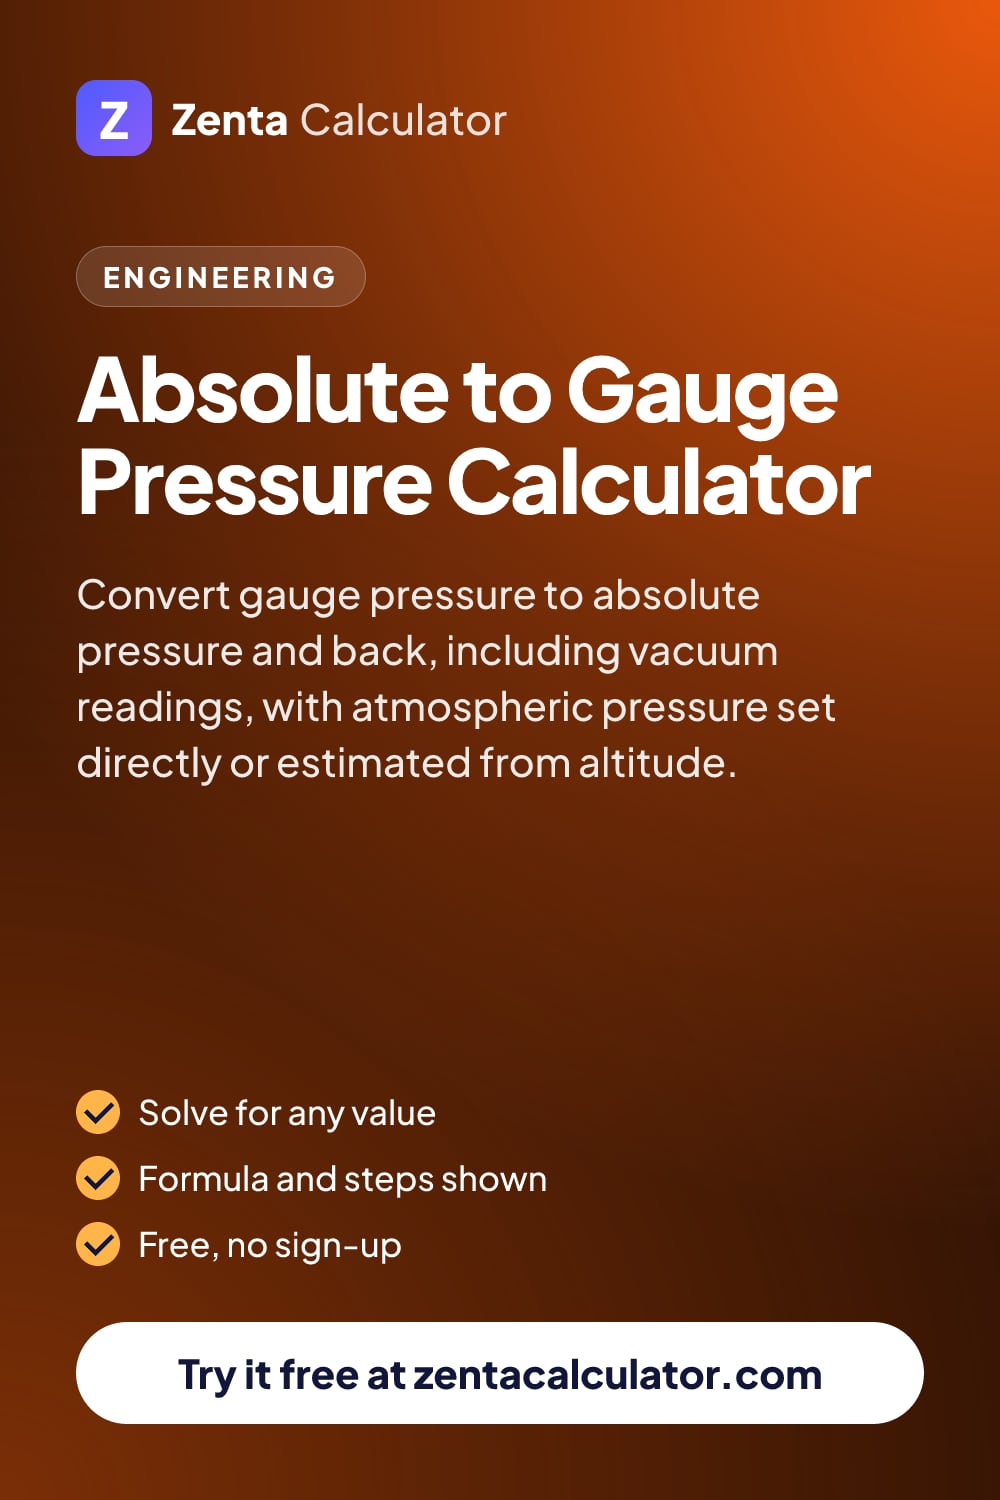 Z
Zenta Calculator
ENGINEERING
Absolute to Gauge
Pressure Calculator
Convert gauge pressure to absolute
pressure and back, including vacuum
readings, with atmospheric pressure set
directly or estimated from altitude.
Solve for any value
Formula and steps shown
Free, no sign-up
Try it free at zentacalculator.com